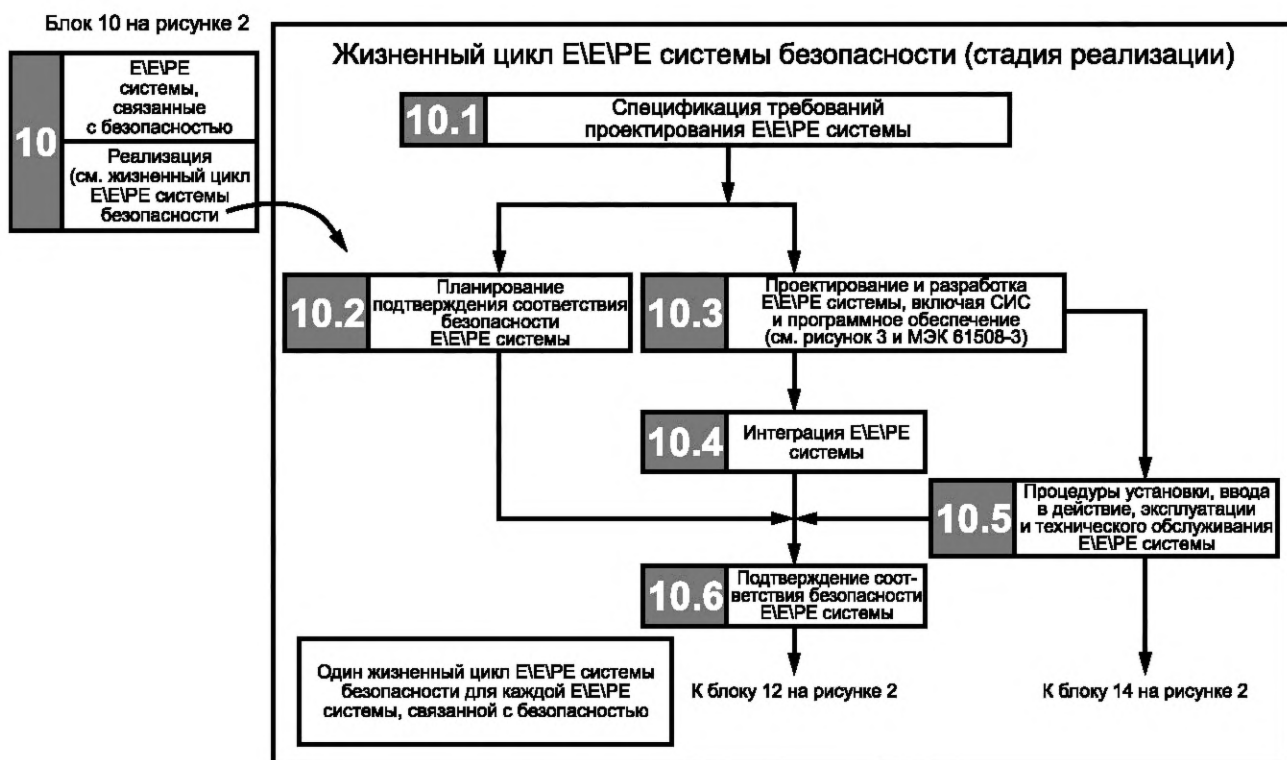 Блок 10 на рисунке 2
10
E\E\PE
системы,
связанные
с безопасностью
Реализация
(см. жизненный цикл
E\E\PE системы
безопасности
Жизненный цикл E\E\PE системы безопасности (стадия реализации)
10.1
Спецификация требований
проектирования E\E\PE системы
10.2
Планирование
подтверждения соответствия
безопасности
E\E\PE системы
10.3
Проектирование и разработка
E\E\PE системы, включая СИС
и программное обеспечение
(см. рисунок 3 и МЭК 61508-3)
10.4
Интеграция E\E\PE
системы
10.5
Процедуры установки, ввода
в действие, эксплуатации
и технического обслуживания
E\E\PE системы
10.6
Подтверждение соот-
ветствия безопасности
E\E\PE системы
Один жизненный цикл E\E\PE системы
безопасности для каждой E\E\PE
системы, связанной с безопасностью
К блоку 12 на рисунке 2
К блоку 14 на рисунке 2